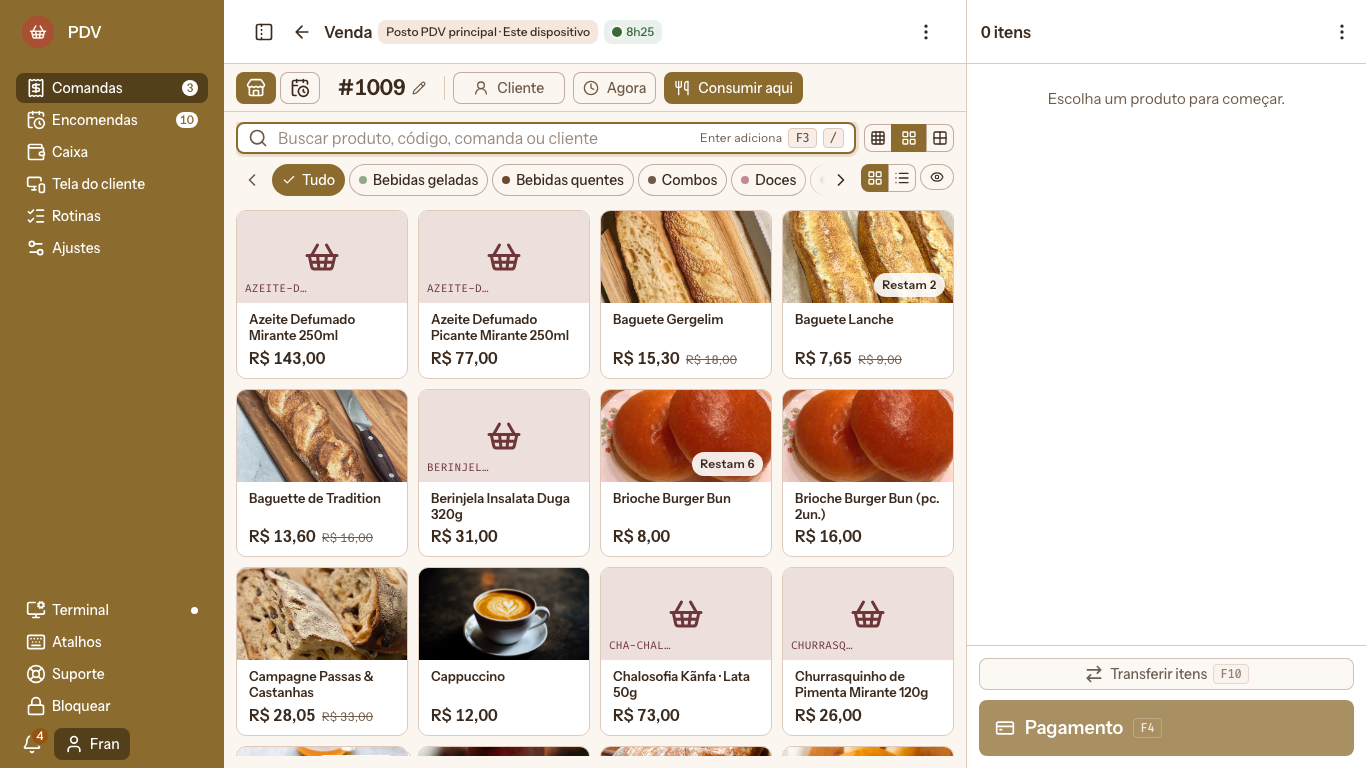 PDV
Comandas 3
Encomendas 10
Caixa
Tela do cliente
Rotinas
Ajustes
Terminal
Atalhos
Suporte
Bloquear
4 Fran
Venda Posto PDV principal · Este dispositivo 8h25
#1009 Cliente Agora Consumir aqui
Buscar produto, código, comanda ou cliente Enter adiciona F3 /
Tudo Bebidas geladas Bebidas quentes Combos Doces
AZEITE-D…
Azeite Defumado
Mirante 250ml
R$ 143,00
AZEITE-D…
Azeite Defumado
Picante Mirante 250ml
R$ 77,00
Baguete Gergelim
R$ 15,30 R$ 18,00
Restam 2
Baguete Lanche
R$ 7,65 R$ 9,00
Baguette de Tradition
R$ 13,60 R$ 16,00
BERINJEL…
Berinjela Insalata Duga
320g
R$ 31,00
Restam 6
Brioche Burger Bun
R$ 8,00
Brioche Burger Bun (pc.
2un.)
R$ 16,00
Campagne Passas &
Castanhas
R$ 28,05 R$ 33,00
Cappuccino
R$ 12,00
CHA-CHAL…
Chalosofia Kãnfa · Lata
50g
R$ 73,00
CHURRASQ…
Churrasquinho de
Pimenta Mirante 120g
R$ 26,00
0 itens
Escolha um produto para começar.
Transferir itens F10
Pagamento F4